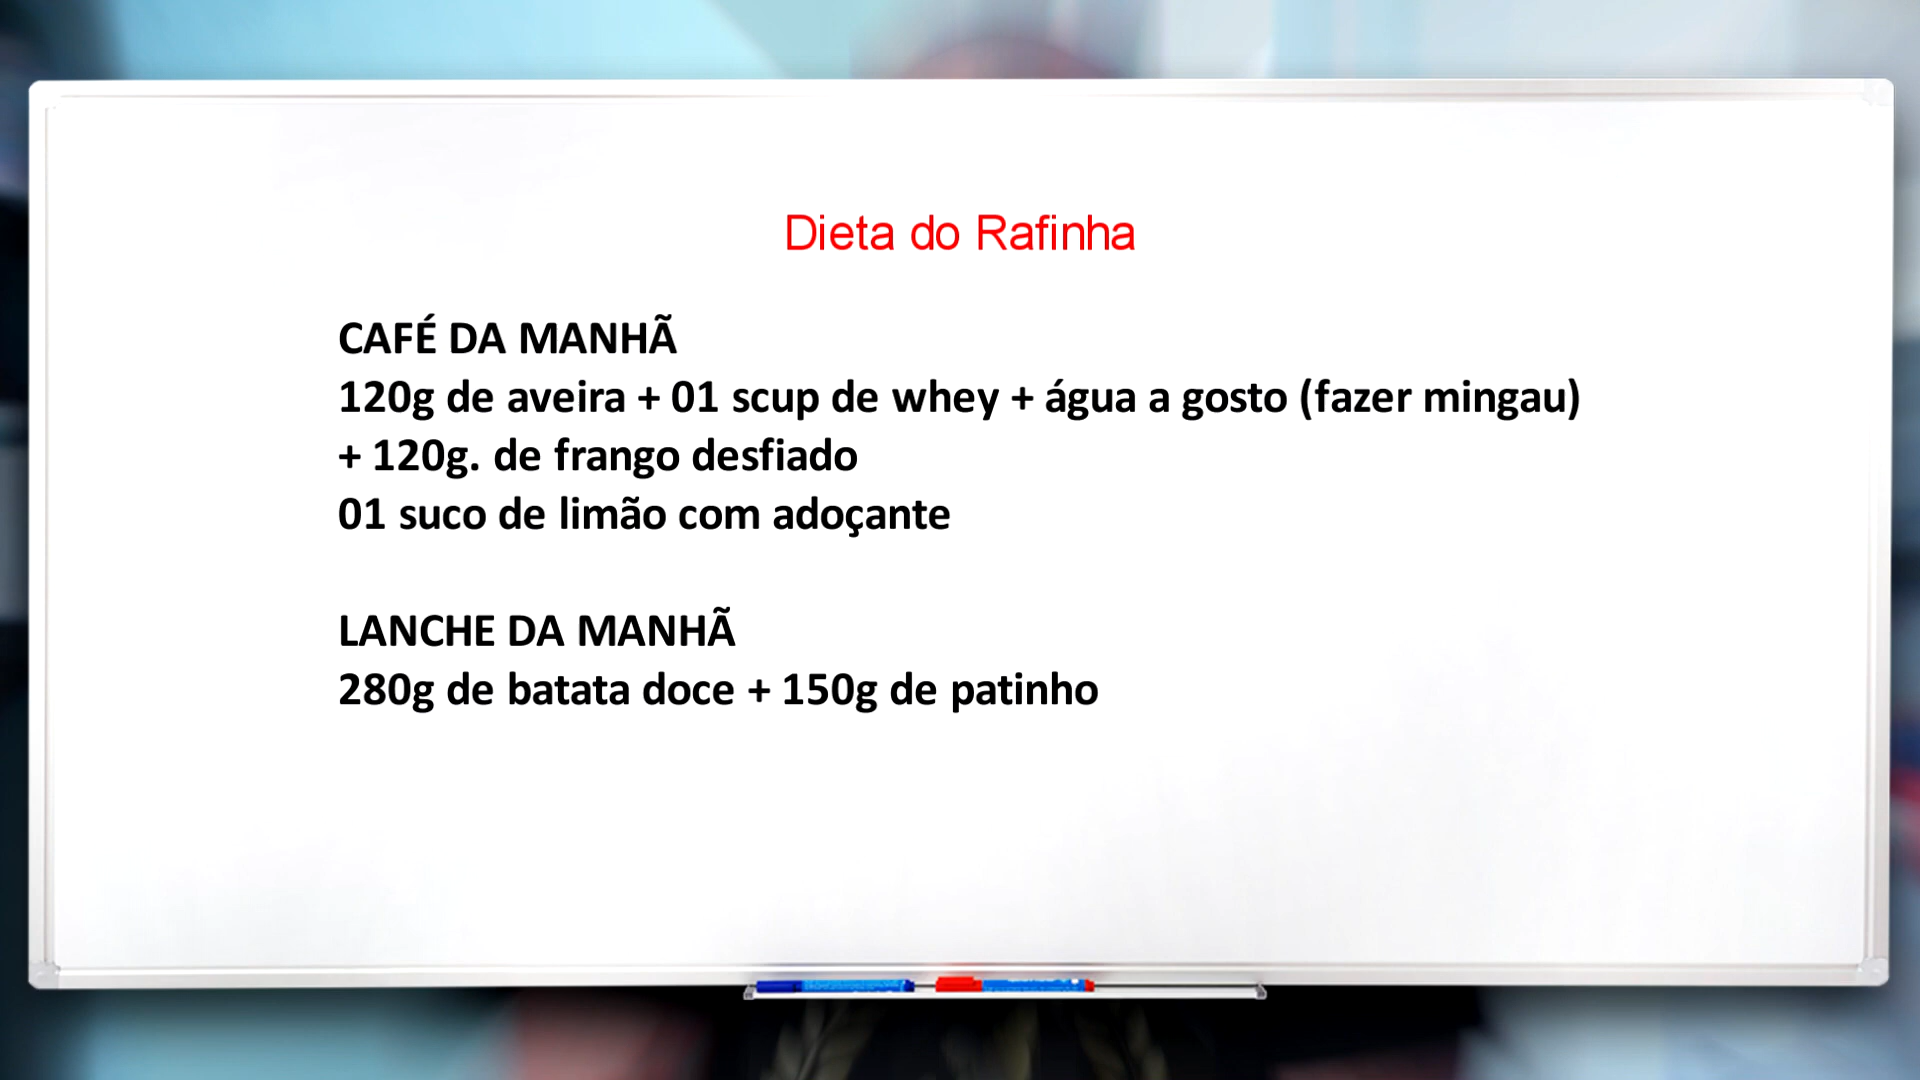 Dieta do Rafinha
CAFÉ DA MANHÃ
120g de aveira + 01 scup de whey + água a gosto (fazer mingau)
+ 120g. de frango desfiado
01 suco de limão com adoçante
LANCHE DA MANHÃ
280g de batata doce + 150g de patinho